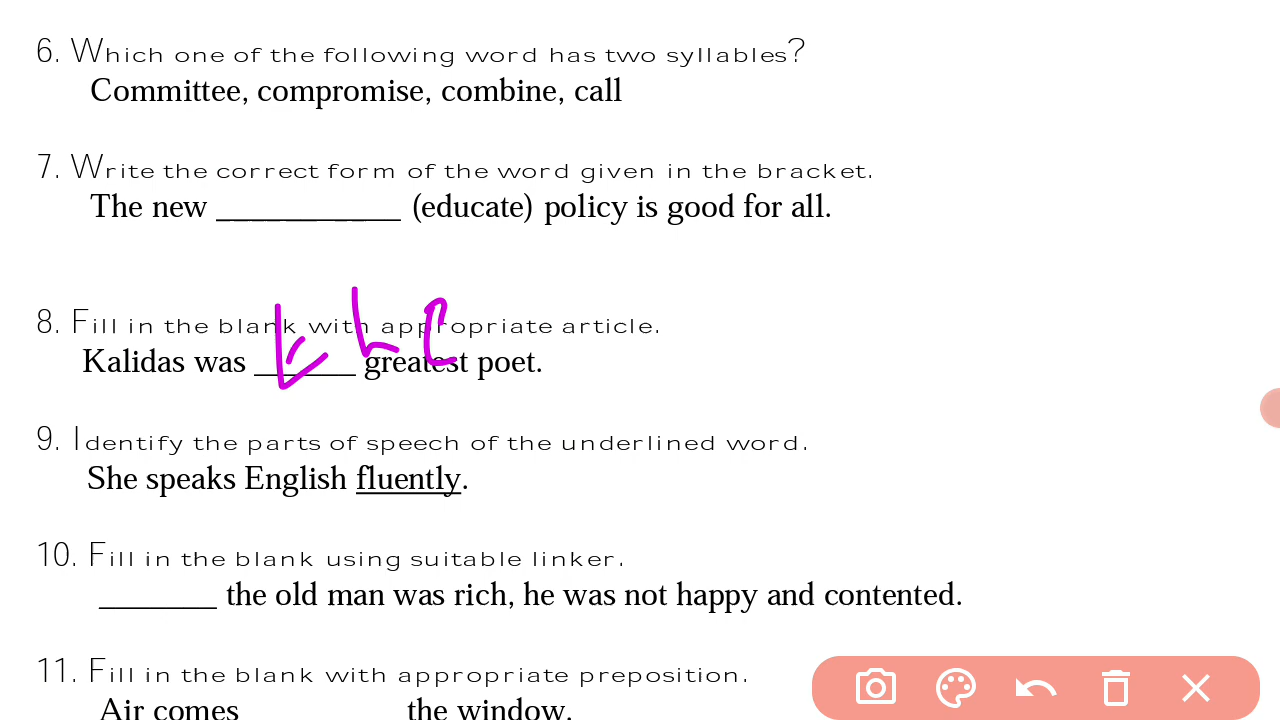 6. Which one of the following word has two syllables?
Committee, compromise, combine, call
7. Write the correct form of the word given in the bracket.
The new ___________ (educate) policy is good for all.
8. Fill in the blank with appropriate article.
the
Kalidas was ______ greatest poet.
9. Identify the parts of speech of the underlined word.
She speaks English fluently.
10. Fill in the blank using suitable linker.
_______ the old man was rich, he was not happy and contented.
11. Fill in the blank with appropriate preposition.
Air comes the window.